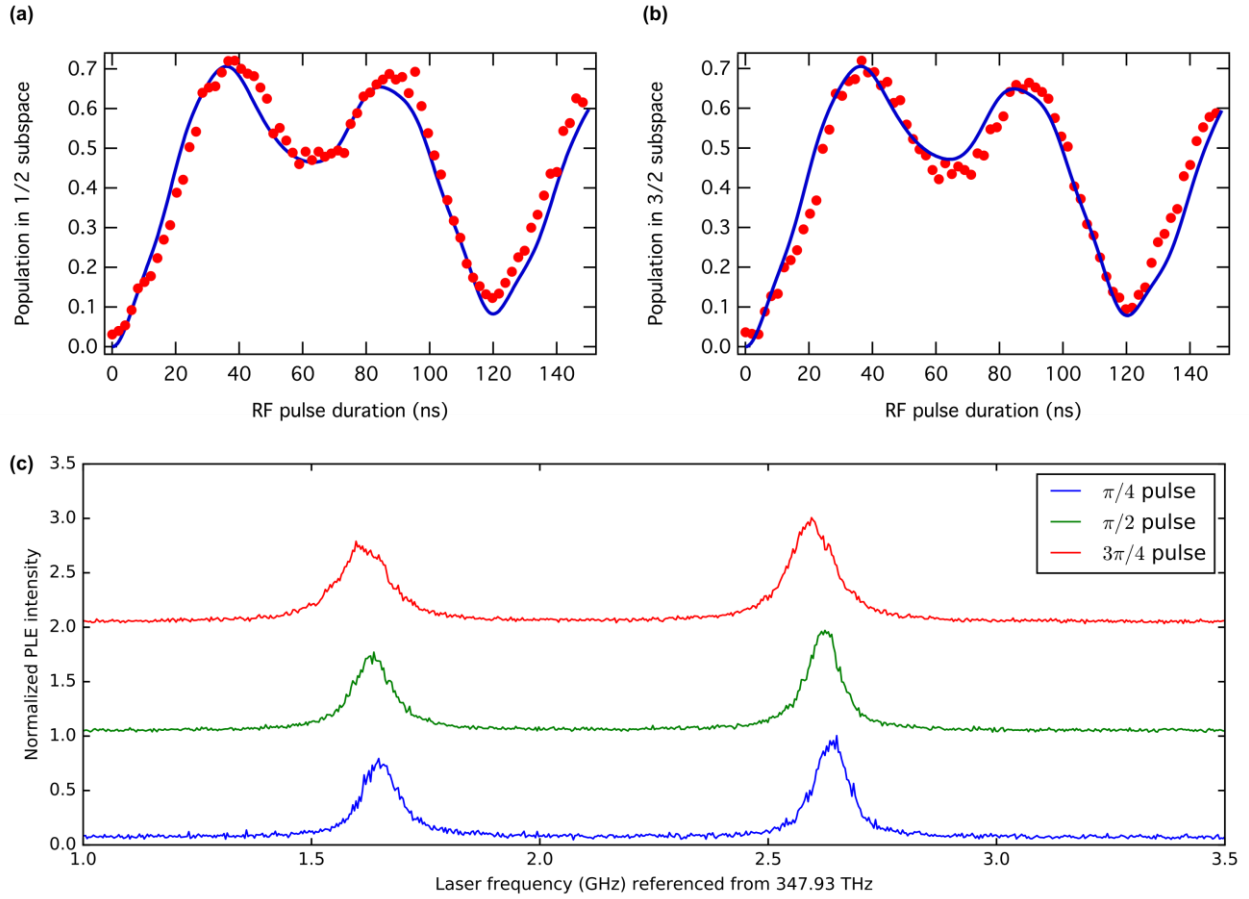 (a)
(b)
Population in 1/2 subspace
0.7
0.6
0.5
0.4
0.3
0.2
0.1
0.0
0 20 40 60 80 100 120 140
RF pulse duration (ns)
Population in 3/2 subspace
0.7
0.6
0.5
0.4
0.3
0.2
0.1
0.0
0 20 40 60 80 100 120 140
RF pulse duration (ns)
(c)
Normalized PLE intensity
3.5
3.0
2.5
2.0
1.5
1.0
0.5
0.0
π/4 pulse
π/2 pulse
3π/4 pulse
1.0 1.5 2.0 2.5 3.0 3.5
Laser frequency (GHz) referenced from 347.93 THz